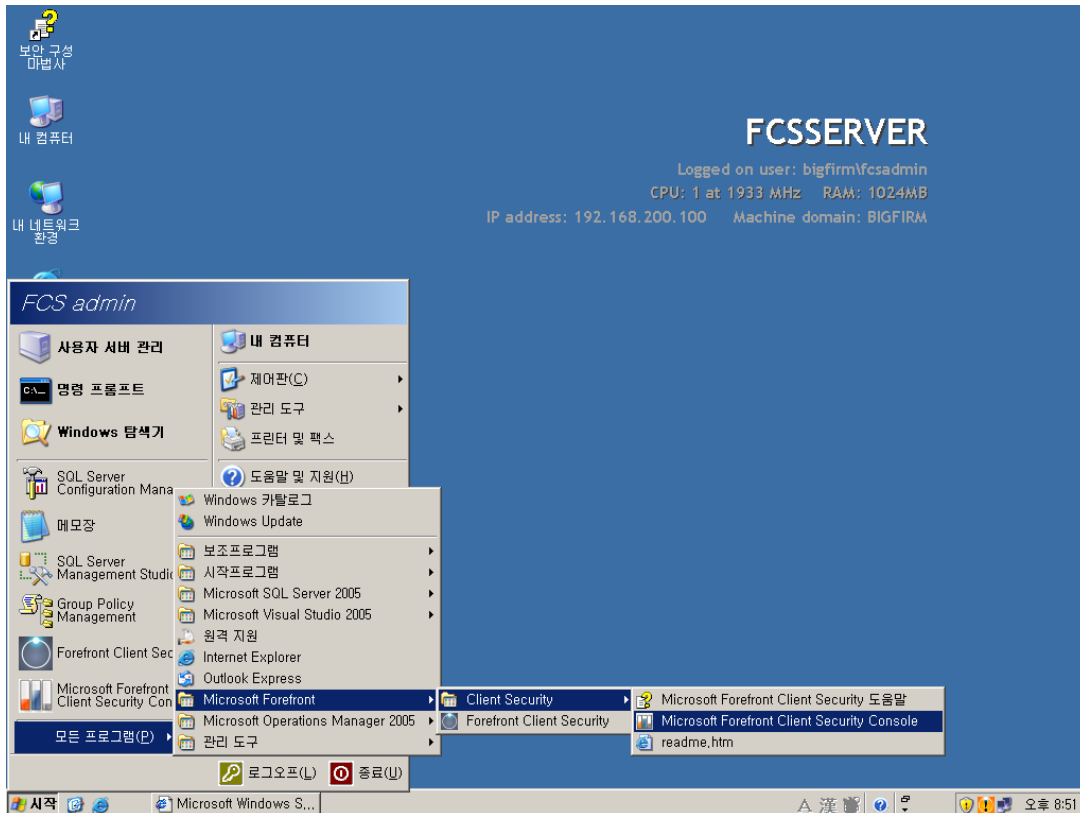 보안 구성
마법사
내 컴퓨터
내 네트워크
환경
FCSSERVER
Logged on user: bigfirm\fcsadmin
CPU: 1 at 1933 MHz RAM: 1024MB
IP address: 192.168.200.100 Machine domain: BIGFIRM
FCS admin
사용자 서버 관리
명령 프롬프트
Windows 탐색기
SQL Server
Configuration Mana
메모장
SQL Server
Management Studio
Group Policy
Management
Forefront Client Sec
Microsoft Forefront
Client Security Con
모든 프로그램(P)
내 컴퓨터
제어판(C)
관리 도구
프린터 및 팩스
도움말 및 지원(H)
Windows 카탈로그
Windows Update
보조프로그램
시작프로그램
Microsoft SQL Server 2005
Microsoft Visual Studio 2005
원격 지원
Internet Explorer
Outlook Express
Microsoft Forefront
Microsoft Operations Manager 2005
관리 도구
Client Security
Forefront Client Security
Microsoft Forefront Client Security 도움말
Microsoft Forefront Client Security Console
readme.htm
로그오프(L) 종료(U)
시작
Microsoft Windows S...
A 漢
오후 8:51